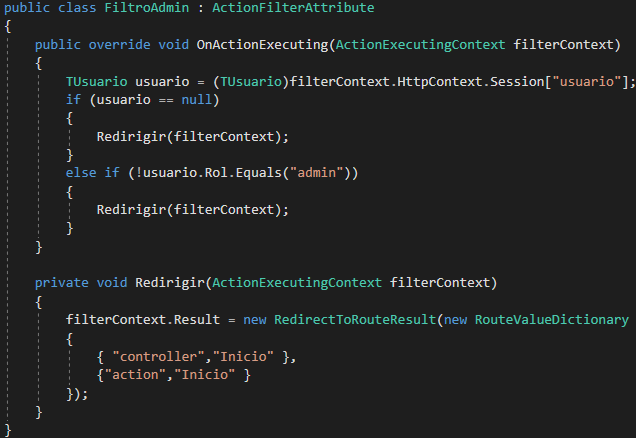 public class FiltroAdmin : ActionFilterAttribute
{
    public override void OnActionExecuting(ActionExecutingContext filterContext)
    {
        TUsuario usuario = (TUsuario)filterContext.HttpContext.Session["usuario"];
        if (usuario == null)
        {
            Redirigir(filterContext);
        }
        else if (!usuario.Rol.Equals("admin"))
        {
            Redirigir(filterContext);
        }
    }

    private void Redirigir(ActionExecutingContext filterContext)
    {
        filterContext.Result = new RedirectToRouteResult(new RouteValueDictionary
        {
            { "controller","Inicio" },
            {"action","Inicio" }
        });
    }
}